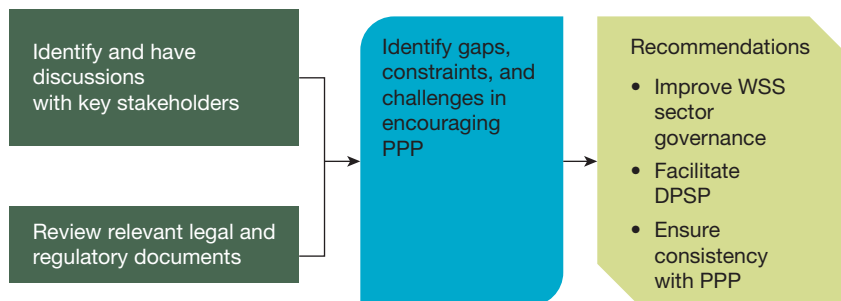 Identify and have
discussions
with key stakeholders
Review relevant legal and
regulatory documents
Identify gaps,
constraints, and
challenges in
encouraging
PPP
Recommendations
• Improve WSS
sector
governance
• Facilitate
DPSP
• Ensure
consistency
with PPP